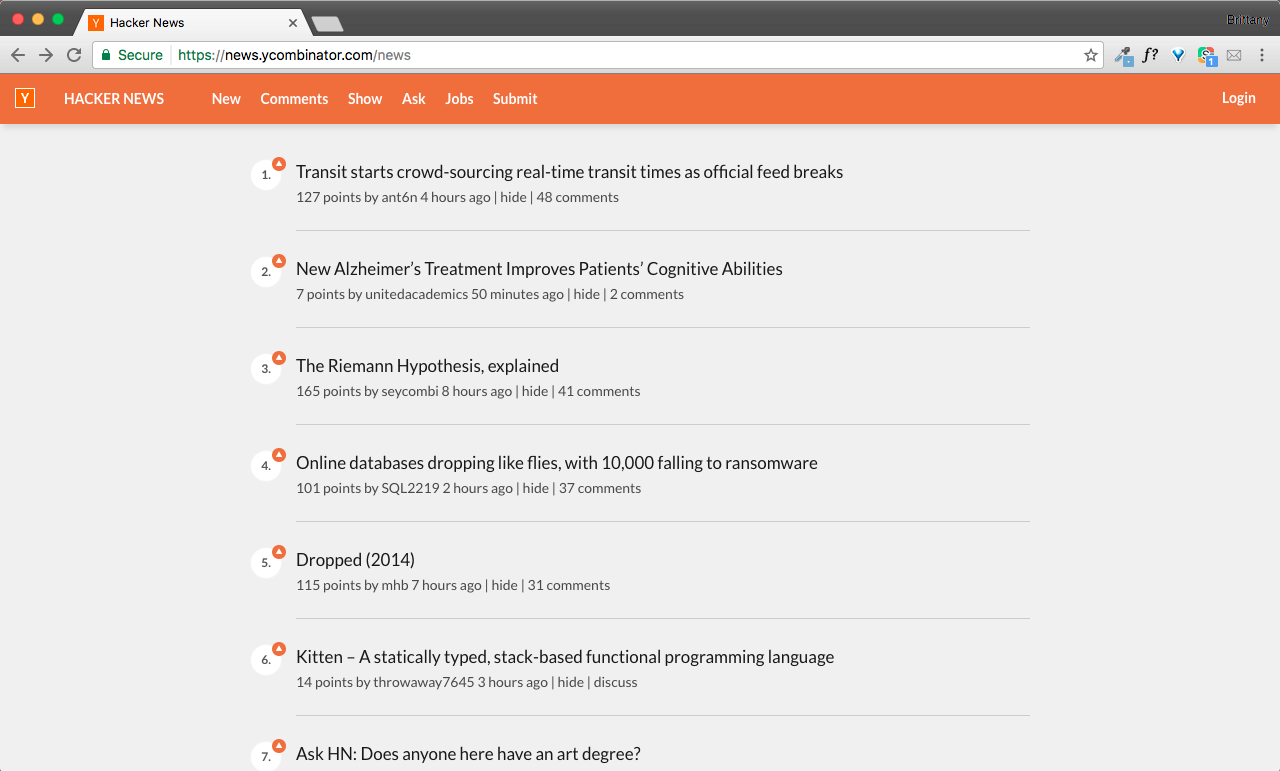 Y Hacker News
Brittany
Secure https://news.ycombinator.com/news
f?
1
Y HACKER NEWS New Comments Show Ask Jobs Submit Login
1. Transit starts crowd-sourcing real-time transit times as official feed breaks
127 points by ant6n 4 hours ago | hide | 48 comments
2. New Alzheimer’s Treatment Improves Patients’ Cognitive Abilities
7 points by unitedacademics 50 minutes ago | hide | 2 comments
3. The Riemann Hypothesis, explained
165 points by seycombi 8 hours ago | hide | 41 comments
4. Online databases dropping like flies, with 10,000 falling to ransomware
101 points by SQL2219 2 hours ago | hide | 37 comments
5. Dropped (2014)
115 points by mhb 7 hours ago | hide | 31 comments
6. Kitten – A statically typed, stack-based functional programming language
14 points by throwaway7645 3 hours ago | hide | discuss
7. Ask HN: Does anyone here have an art degree?